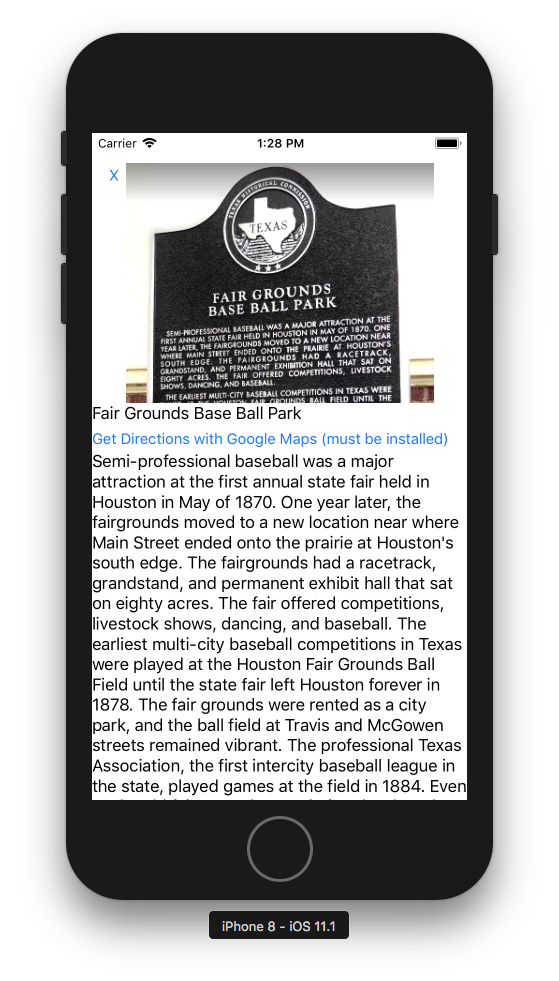 Carrier
1:28 PM
X
TEXAS HISTORICAL COMMISSION
TEXAS
FAIR GROUNDS
BASE BALL PARK
SEMI-PROFESSIONAL BASEBALL WAS A MAJOR ATTRACTION AT THE
FIRST ANNUAL STATE FAIR HELD IN HOUSTON IN MAY OF 1870. ONE
YEAR LATER, THE FAIRGROUNDS MOVED TO A NEW LOCATION NEAR
WHERE MAIN STREET ENDED ONTO THE PRAIRIE AT HOUSTON'S
SOUTH EDGE. THE FAIRGROUNDS HAD A RACETRACK,
GRANDSTAND, AND PERMANENT EXHIBITION HALL THAT SAT ON
EIGHTY ACRES. THE FAIR OFFERED COMPETITIONS, LIVESTOCK
SHOWS, DANCING, AND BASEBALL.
THE EARLIEST MULTI-CITY BASEBALL COMPETITIONS IN TEXAS WERE
HOUSTON FAIR GROUNDS BALL FIELD UNTIL THE
Fair Grounds Base Ball Park
Get Directions with Google Maps (must be installed)
Semi-professional baseball was a major
attraction at the first annual state fair held in
Houston in May of 1870. One year later, the
fairgrounds moved to a new location near where
Main Street ended onto the prairie at Houston's
south edge. The fairgrounds had a racetrack,
grandstand, and permanent exhibit hall that sat
on eighty acres. The fair offered competitions,
livestock shows, dancing, and baseball. The
earliest multi-city baseball competitions in Texas
were played at the Houston Fair Grounds Ball
Field until the state fair left Houston forever in
1878. The fair grounds were rented as a city
park, and the ball field at Travis and McGowen
streets remained vibrant. The professional Texas
Association, the first intercity baseball league in
the state, played games at the field in 1884. Even
iPhone 8 - iOS 11.1